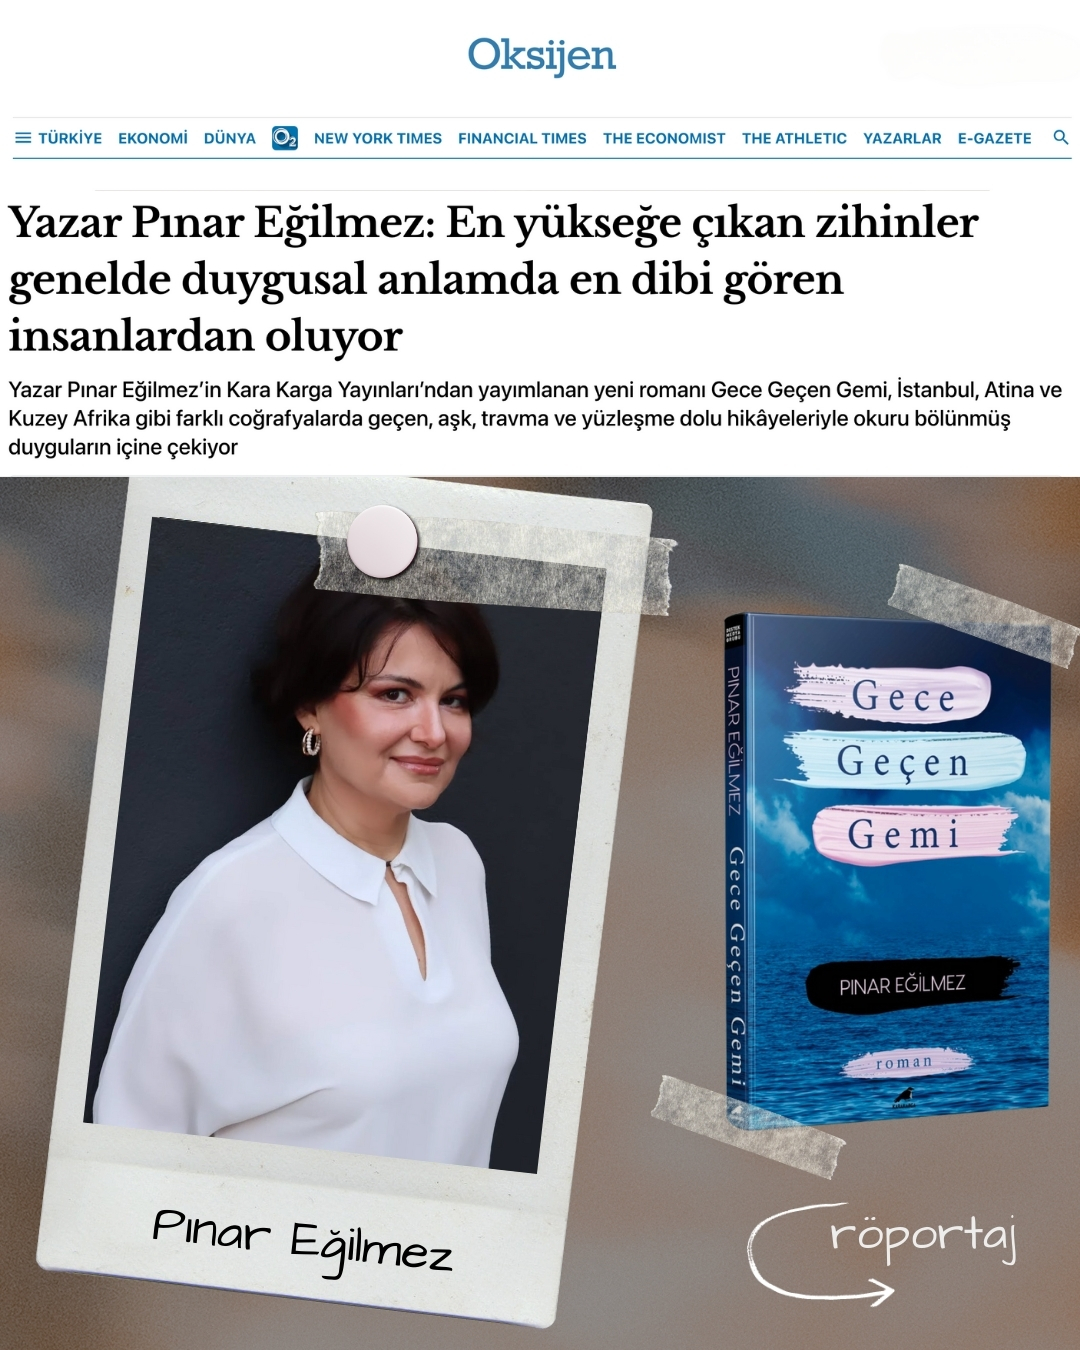 Oksijen
TÜRKİYE EKONOMİ DÜNYA O2 NEW YORK TIMES FINANCIAL TIMES THE ECONOMIST THE ATHLETIC YAZARLAR E-GAZETE
Yazar Pınar Eğilmez: En yükseğe çıkan zihinler
genelde duygusal anlamda en dibi gören
insanlardan oluyor
Yazar Pınar Eğilmez’in Kara Karga Yayınları’ndan yayımlanan yeni romanı Gece Geçen Gemi, İstanbul, Atina ve
Kuzey Afrika gibi farklı coğrafyalarda geçen, aşk, travma ve yüzleşme dolu hikâyeleriyle okuru bölünmüş
duyguların içine çekiyor
Pınar Eğilmez
PINAR EĞİLMEZ Gece Geçen Gemi
Gece
Geçen
Gemi
PINAR EĞİLMEZ
roman
röportaj